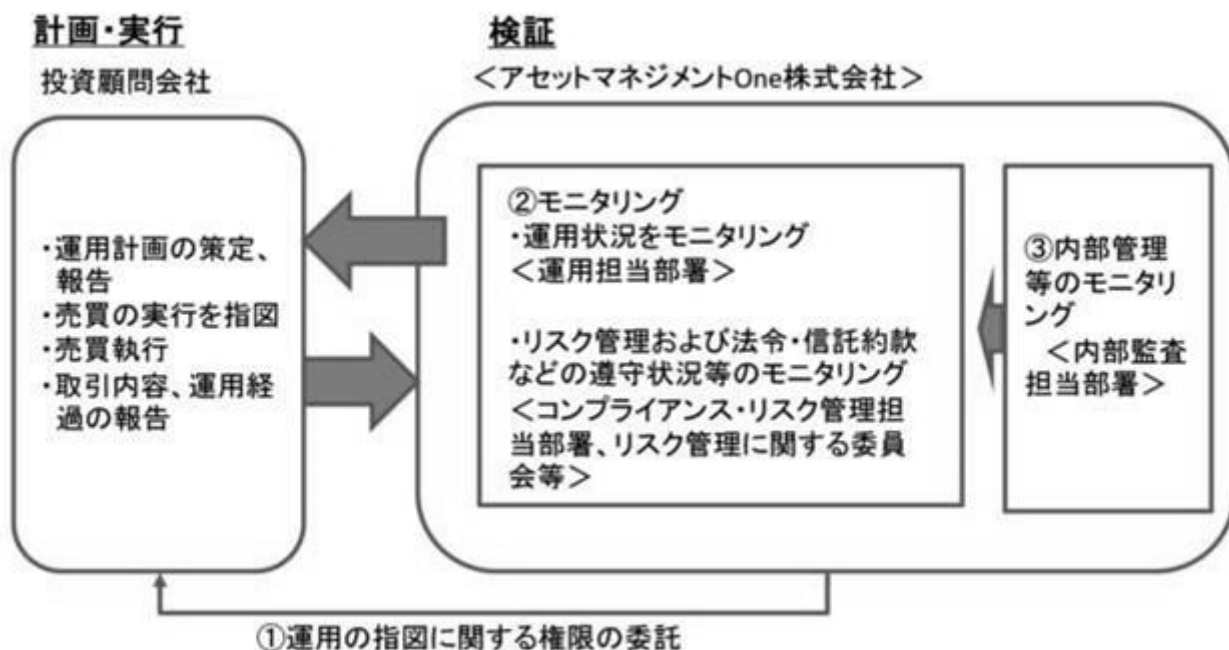 計画・実行
投資顧問会社
・運用計画の策定、
報告
・売買の実行を指図
・売買執行
・取引内容、運用経
過の報告
検証
＜アセットマネジメントOne株式会社＞
②モニタリング
・運用状況をモニタリング
＜運用担当部署＞
・リスク管理および法令・信託約款
などの遵守状況等のモニタリング
＜コンプライアンス・リスク管理担
当部署、リスク管理に関する委員
会等＞
③内部管理
等のモニタリ
ング
＜内部監査
担当部署＞
①運用の指図に関する権限の委託